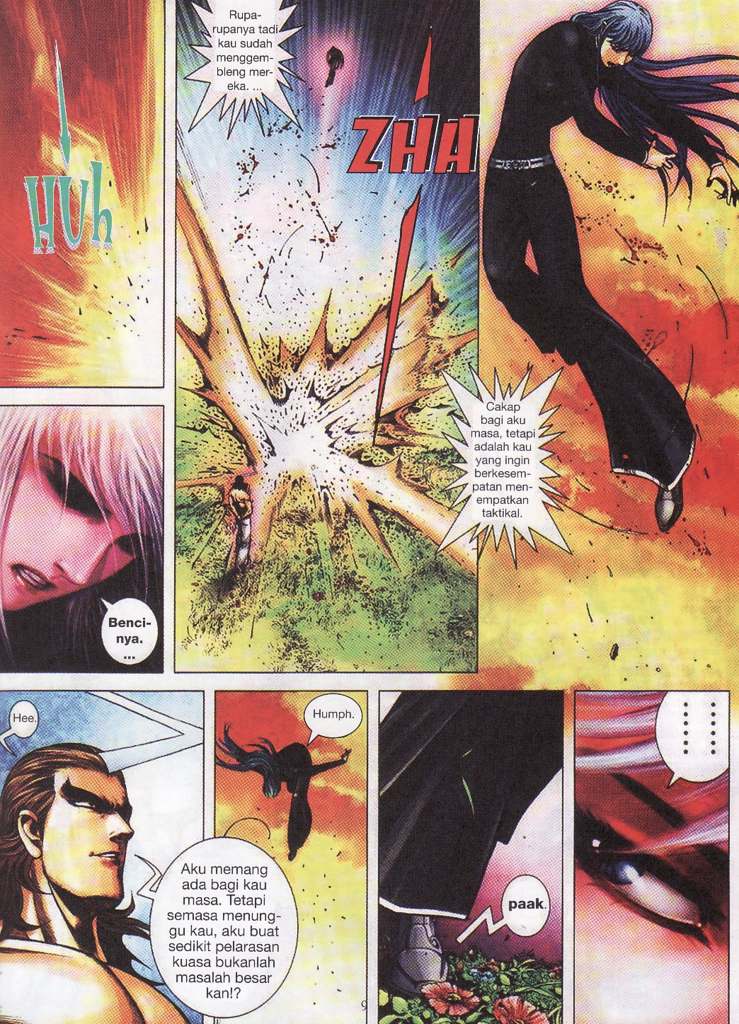 HUh
Rupa-
rupanya tadi
kau sudah
menggem-
bleng mer-
eka. ...
ZHA
Cakap
bagi aku
masa, tetapi
adalah kau
yang ingin
berkesem-
patan men-
empatkan
taktikal.
Benci-
nya.
...
Hee.
Aku memang
ada bagi kau
masa. Tetapi
semasa menung-
gu kau, aku buat
sedikit pelarasan
kuasa bukanlah
masalah besar
kan!?
Humph.
paak.
9